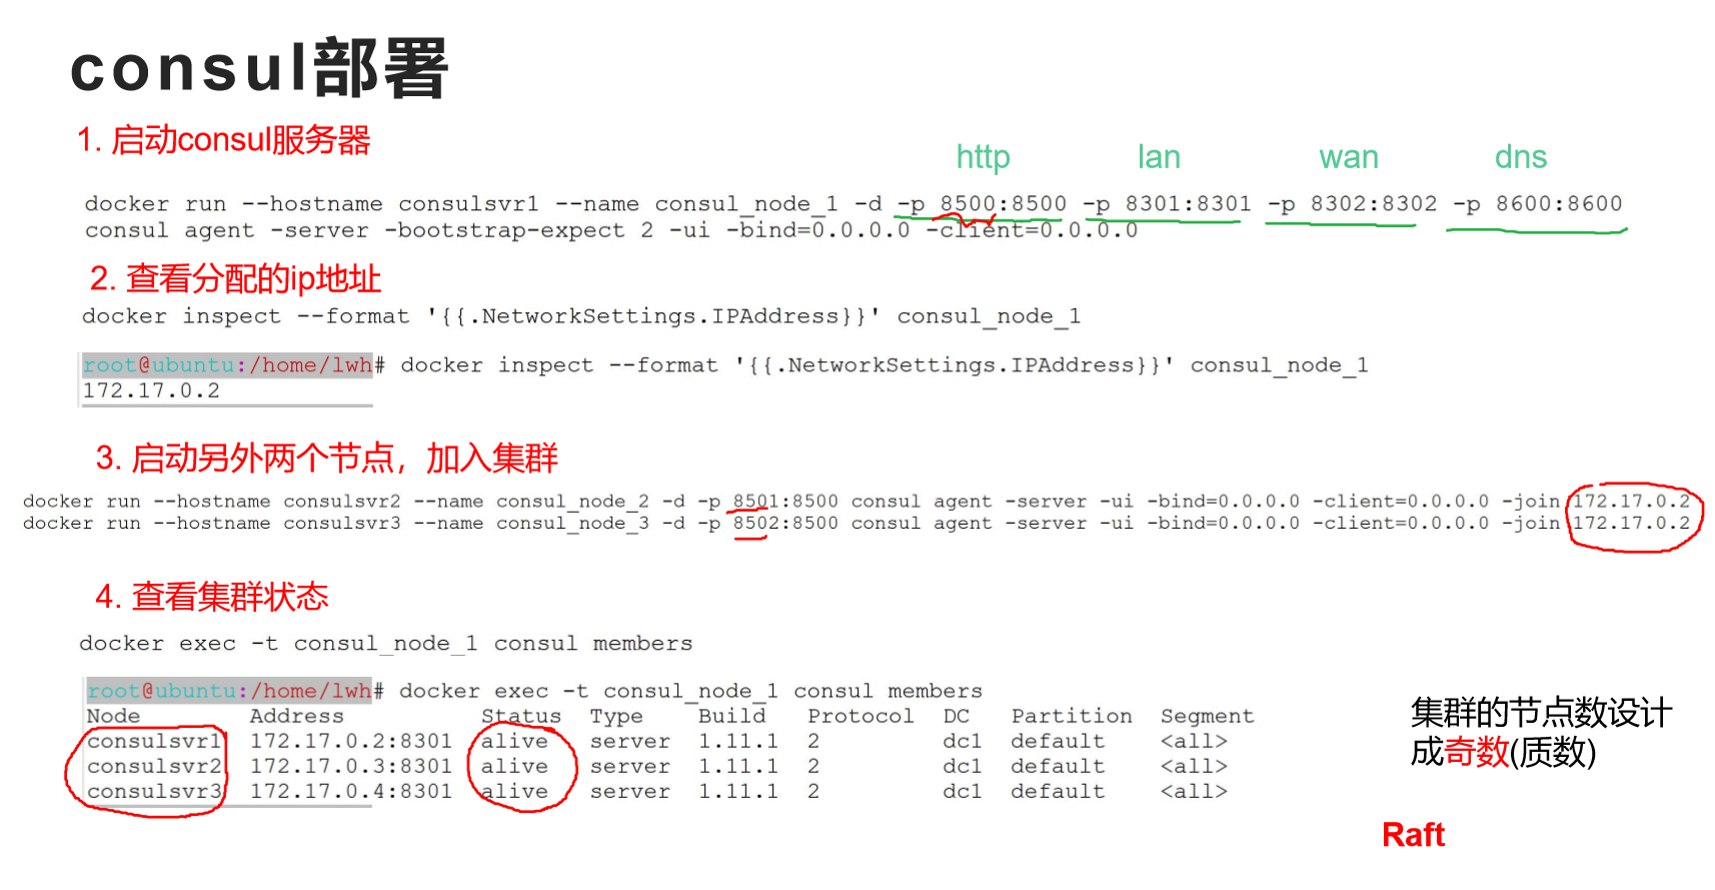 consul部署
1. 启动consul服务器
http lan wan dns
docker run --hostname consulsvr1 --name consul_node_1 -d -p 8500:8500 -p 8301:8301 -p 8302:8302 -p 8600:8600
consul agent -server -bootstrap-expect 2 -ui -bind=0.0.0.0 -client=0.0.0.0
2. 查看分配的ip地址
docker inspect --format '{{.NetworkSettings.IPAddress}}' consul_node_1
root@ubuntu:/home/lwh# docker inspect --format '{{.NetworkSettings.IPAddress}}' consul_node_1
172.17.0.2
3. 启动另外两个节点，加入集群
docker run --hostname consulsvr2 --name consul_node_2 -d -p 8501:8500 consul agent -server -ui -bind=0.0.0.0 -client=0.0.0.0 -join 172.17.0.2
docker run --hostname consulsvr3 --name consul_node_3 -d -p 8502:8500 consul agent -server -ui -bind=0.0.0.0 -client=0.0.0.0 -join 172.17.0.2
4. 查看集群状态
docker exec -t consul_node_1 consul members
root@ubuntu:/home/lwh# docker exec -t consul_node_1 consul members
Node Address Status Type Build Protocol DC Partition Segment
consulsvr1 172.17.0.2:8301 alive server 1.11.1 2 dc1 default <all>
consulsvr2 172.17.0.3:8301 alive server 1.11.1 2 dc1 default <all>
consulsvr3 172.17.0.4:8301 alive server 1.11.1 2 dc1 default <all>
集群的节点数设计
成奇数(质数)
Raft